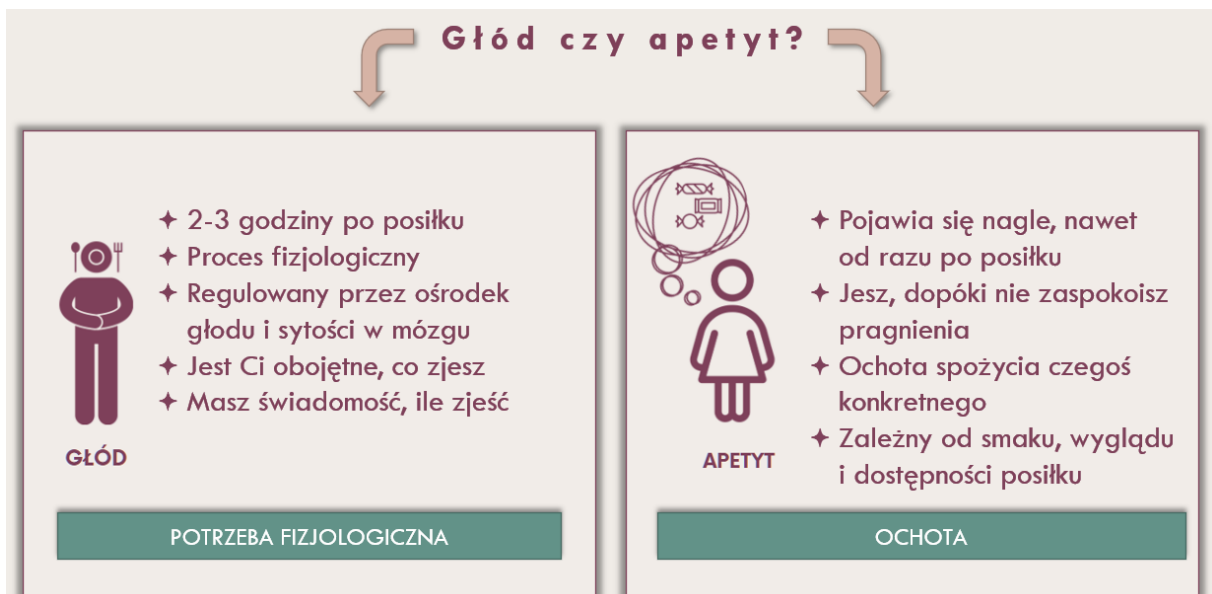 Głód czy apetyt?
✦ 2-3 godziny po posiłku
✦ Proces fizjologiczny
✦ Regulowany przez ośrodek
głodu i sytości w mózgu
✦ Jest Ci obojętne, co zjesz
✦ Masz świadomość, ile zjeść
GŁÓD
POTRZEBA FIZJOLOGICZNA
✦ Pojawia się nagle, nawet
od razu po posiłku
✦ Jesz, dopóki nie zaspokoisz
pragnienia
✦ Ochota spożycia czegoś
konkretnego
✦ Zależny od smaku, wyglądu
i dostępności posiłku
APETYT
OCHOTA